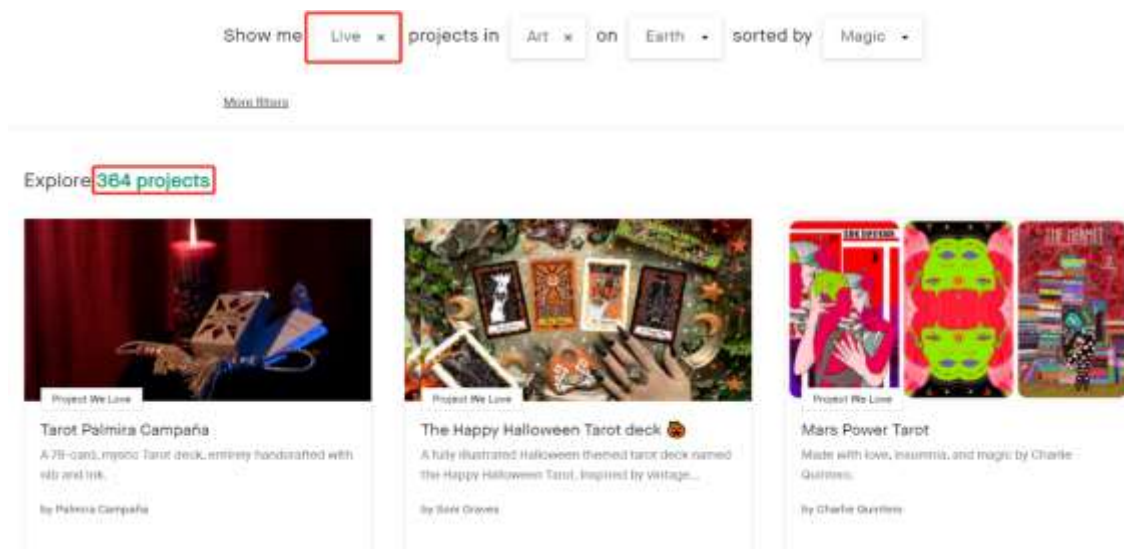 Show me Live × projects in Art × on Earth sorted by Magic
More filters
Explore 364 projects
THE HERMIT
Project We Love
Project We Love
Project We Love
Tarot Palmira Campaña
The Happy Halloween Tarot deck 🎃
Mars Power Tarot
A 78-card, mystic Tarot deck, entirely handcrafted with nib and ink.
A fully illustrated Halloween themed tarot deck named the Happy Halloween Tarot, inspired by vintage...
Made with love, insomnia, and magic by Charlie Quintero.
by Palmira Campaña
by Graves
by Charlie Quintero